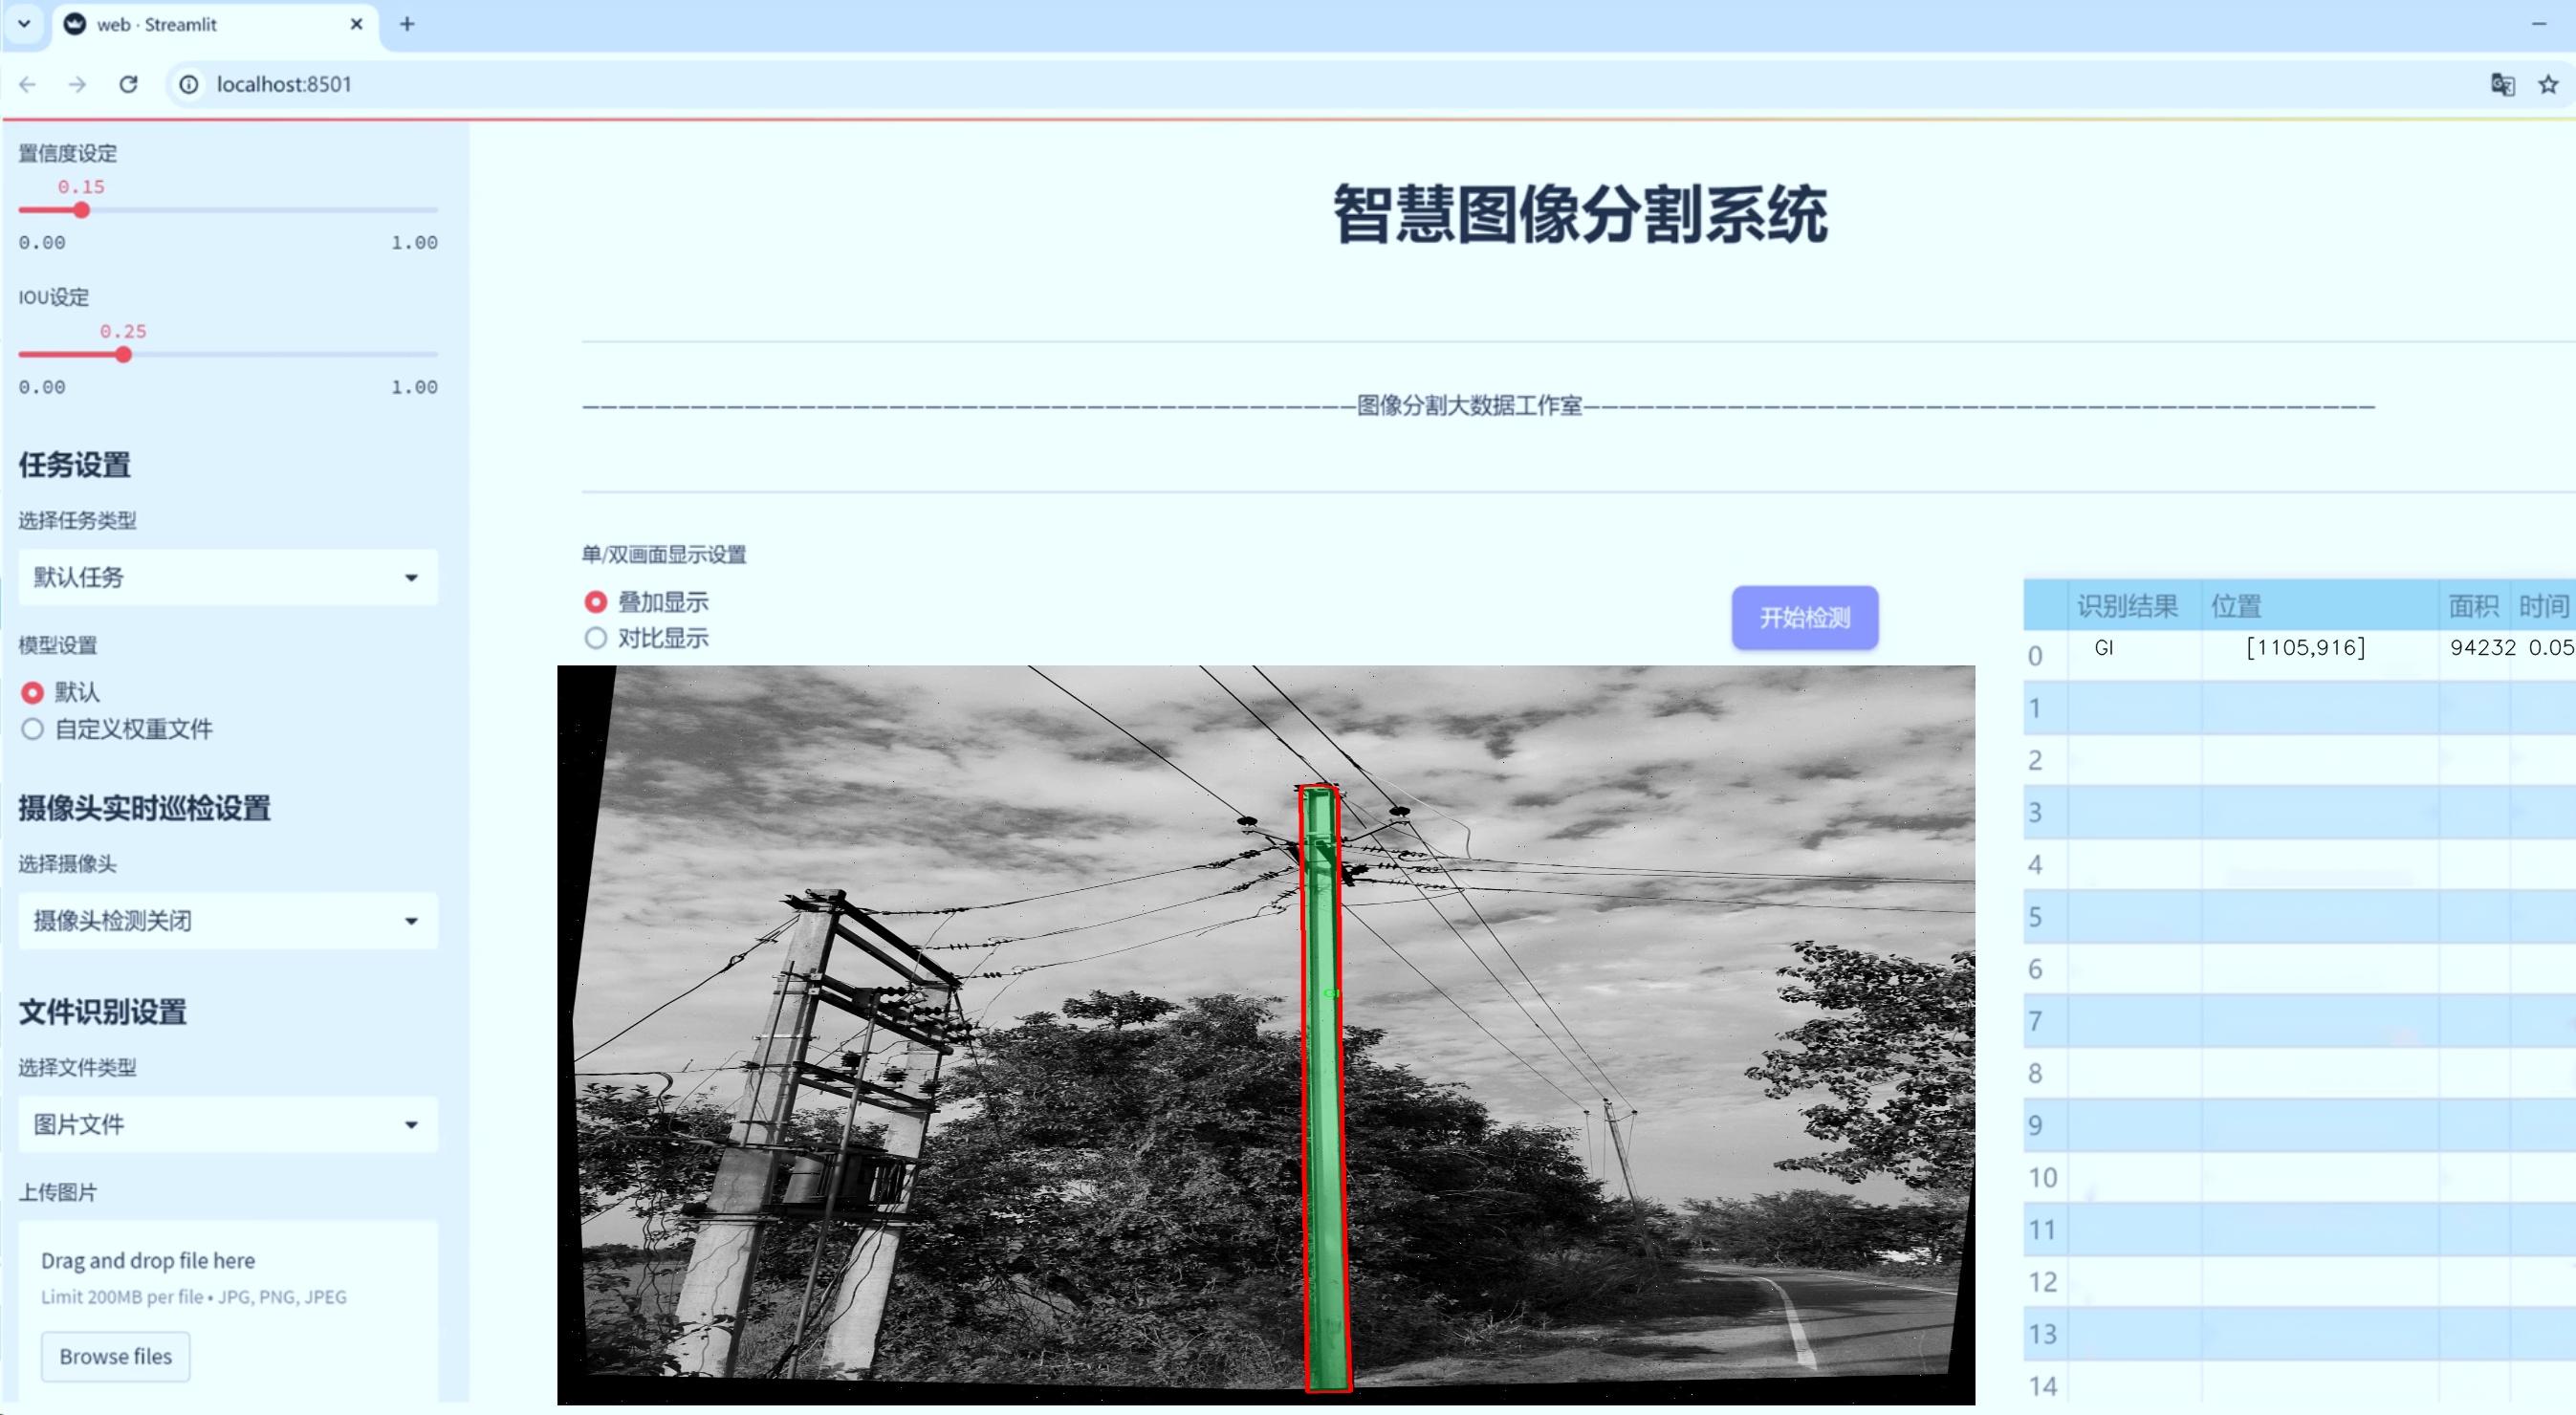 web · Streamlit
localhost:8501
置信度设定
0.15
0.00 1.00
IOU设定
0.25
0.00 1.00
任务设置
选择任务类型
默认任务
模型设置
默认
自定义权重文件
摄像头实时巡检设置
选择摄像头
摄像头检测关闭
文件识别设置
选择文件类型
图片文件
上传图片
Drag and drop file here
Limit 200MB per file • JPG, PNG, JPEG
Browse files
智慧图像分割系统
图像分割大数据工作室
单/双画面显示设置
叠加显示
对比显示
开始检测
GI
识别结果 位置 面积 时间
0 GI [1105,916] 94232 0.05
1
2
3
4
5
6
7
8
9
10
11
12
13
14